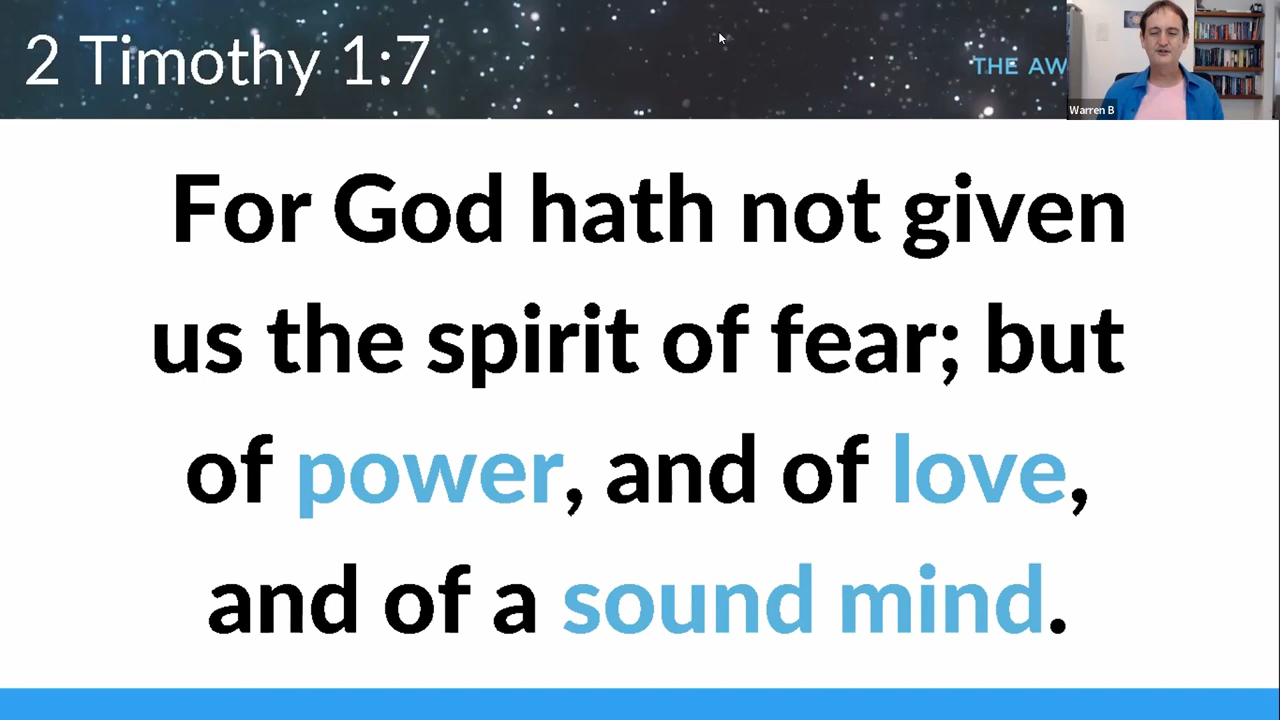 2 Timothy 1:7
THE AW
Warren B
For God hath not given
us the spirit of fear; but
of power, and of love,
and of a sound mind.